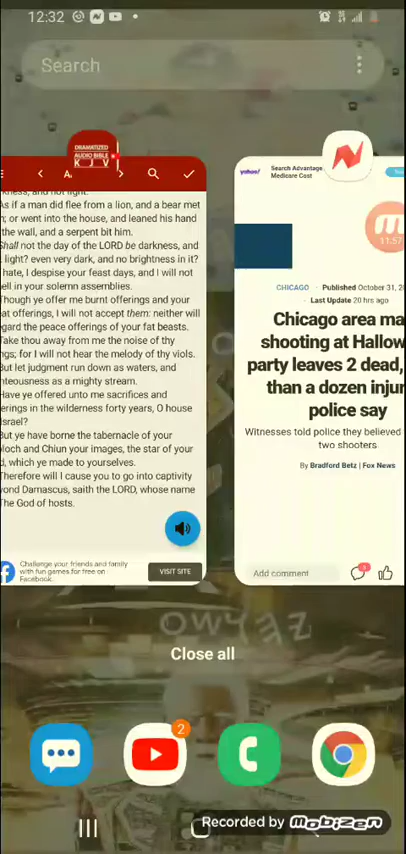 12:32
Search
DRAMATIZED
AUDIO BIBLE
KJV
As if a man did flee from a lion, and a bear met
or went into the house, and leaned his hand
the wall, and a serpent bit him.
Shall not the day of the LORD be darkness, and
light? even very dark, and no brightness in it?
hate, I despise your feast days, and I will not
ell in your solemn assemblies.
Though ye offer me burnt offerings and your
at offerings, I will not accept them: neither will
gard the peace offerings of your fat beasts.
Take thou away from me the noise of thy
ngs; for I will not hear the melody of thy viols.
But let judgment run down as waters, and
hteousness as a mighty stream.
Have ye offered unto me sacrifices and
erings in the wilderness forty years, O house
Israel?
But ye have borne the tabernacle of your
loch and Chiun your images, the star of your
d, which ye made to yourselves.
Therefore will I cause you to go into captivity
yond Damascus, saith the LORD, whose name
The God of hosts.
Challenge your friends and family
with fun games for free on
Facebook.
VISIT SITE
yahoo!
Search Advantage
Medicare Cost
11:57
CHICAGO · Published October 31, 2
· Last Update 20 hrs ago
Chicago area ma
shooting at Hallow
party leaves 2 dead,
than a dozen injur
police say
Witnesses told police they believed
two shooters
By Bradford Betz | Fox News
Add comment
Close all
2
Recorded by Mobizen